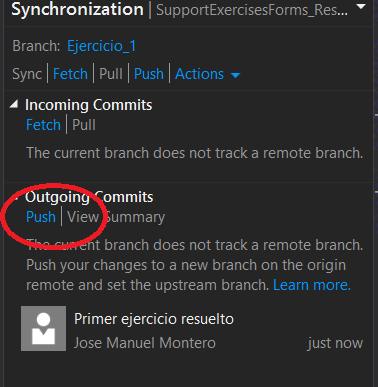 Synchronization | SupportExercisesForms_Res...
Branch: Ejercicio_1
Sync | Fetch | Pull | Push | Actions
Incoming Commits
Fetch | Pull
The current branch does not track a remote branch.
Outgoing Commits
Push | View Summary
The current branch does not track a remote branch.
Push your changes to a new branch on the origin
remote and set the upstream branch. Learn more.
Primer ejercicio resuelto
Jose Manuel Montero just now